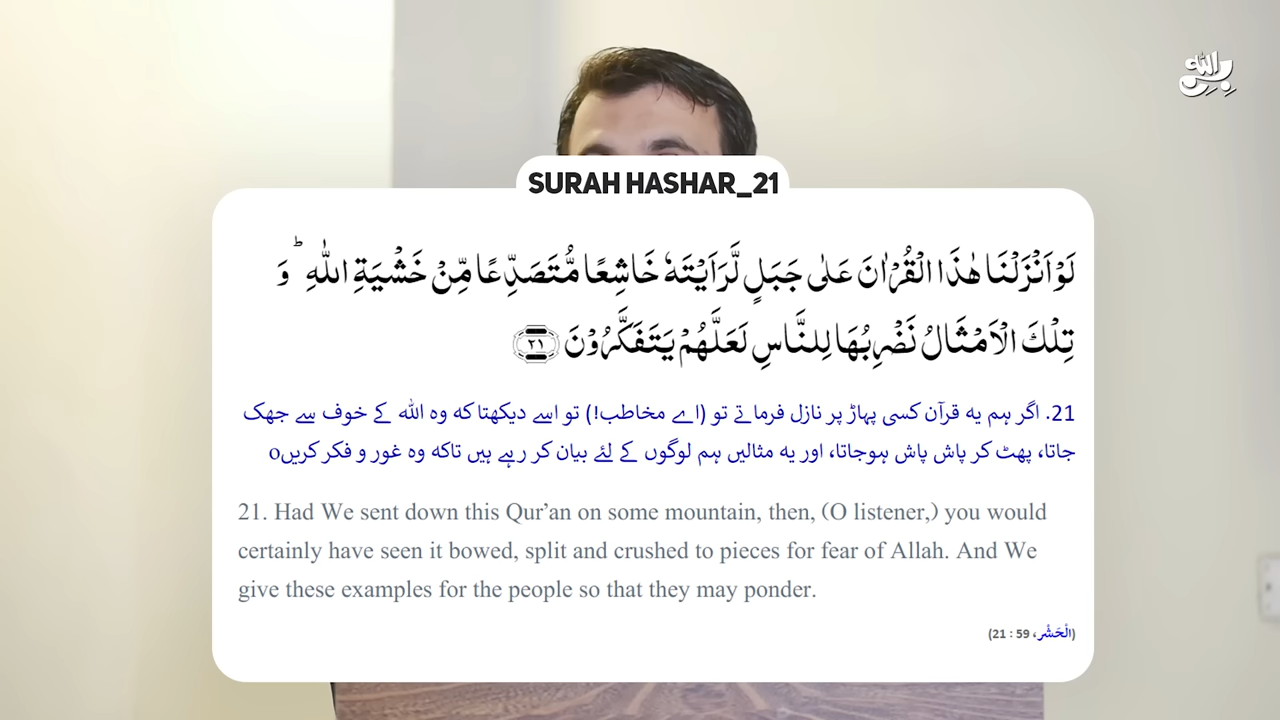 بسم الله
SURAH HASHAR_21
لَوْ اَنْزَلْنَا هٰذَا الْقُرْاٰنَ عَلٰی جَبَلٍ لَّرَاَیْتَهٗ خَاشِعًا مُّتَصَدِّعًا مِّنْ خَشْیَةِ اللّٰهِ ؕ وَ
تِلْكَ الْاَمْثَالُ نَضْرِبُهَا لِلنَّاسِ لَعَلَّهُمْ یَتَفَكَّرُوْنَ ۝۲۱
21. اگر ہم یہ قرآن کسی پہاڑ پر نازل فرماتے تو (اے مخاطب!) تو اسے دیکھتا کہ وہ اللہ کے خوف سے جھک
جاتا، پھٹ کر پاش پاش ہوجاتا، اور یہ مثالیں ہم لوگوں کے لئے بیان کر رہے ہیں تاکہ وہ غور و فکر کریںo
21. Had We sent down this Qur’an on some mountain, then, (O listener,) you would
certainly have seen it bowed, split and crushed to pieces for fear of Allah. And We
give these examples for the people so that they may ponder.
(الْحَشْر، 59 : 21)